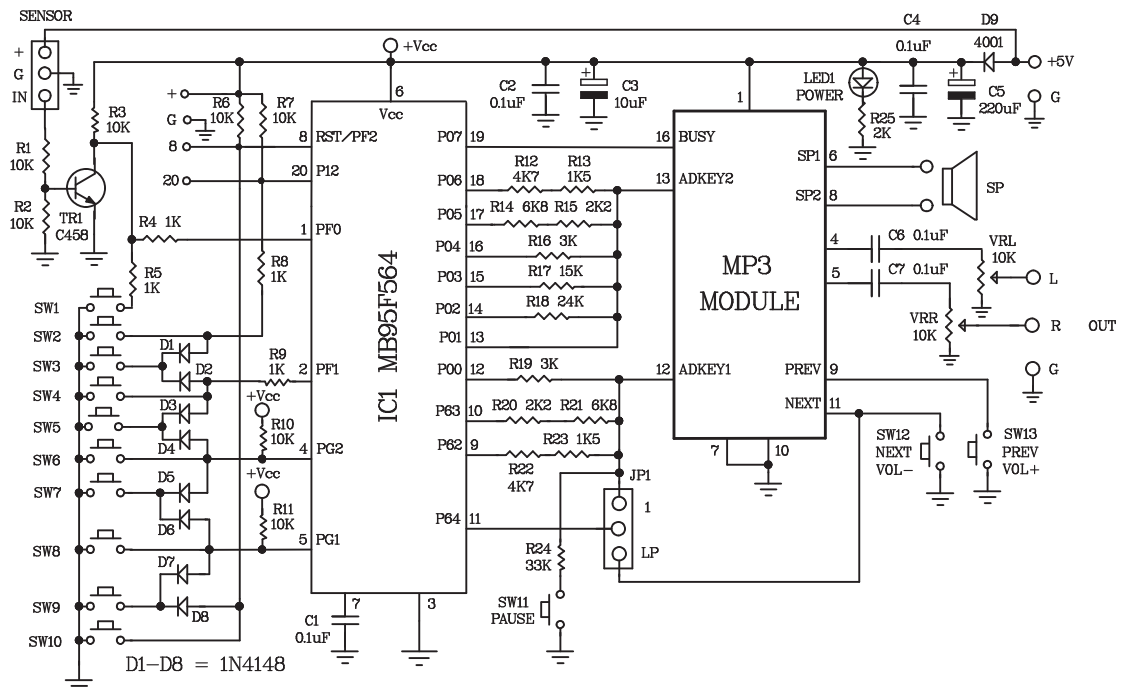 SENSOR
+
G
IN
R3
10K
R1
10K
R2
10K
TR1
C458
R4 1K
R5
1K
+
G
8
20
R6
10K
R7
10K
R8
1K
+Vcc
6
Vcc
8
RST/PF2
20
P12
1
PF0
2
PF1
4
PG2
5
PG1
7
3
IC1 MB95F564
P07
19
P06
18
P05
17
P04
16
P03
15
P02
14
P01
13
P00
12
P63
10
P62
9
P64
11
SW1
SW2
SW3
SW4
SW5
SW6
SW7
SW8
SW9
SW10
D1
D2
D3
D4
D5
D6
D7
D8
R9
1K
+Vcc
R10
10K
+Vcc
R11
10K
C1
0.1uF
D1-D8 = 1N4148
C2
0.1uF
+
C3
10uF
R12
4K7
R13
1K5
R14 6K8
R15 2K2
R16 3K
R17 15K
R18 24K
R19 3K
R20 2K2
R21 6K8
R22
4K7
R23 1K5
R24
33K
SW11
PAUSE
JP1
1
LP
MP3
MODULE
1
16
BUSY
13
ADKEY2
12
ADKEY1
SP1
6
SP2
8
4
5
PREV
9
NEXT
11
7
10
LED1
POWER
R25
2K
C4
0.1uF
D9
4001
+
C5
220uF
+5V
G
SP
C6 0.1uF
C7 0.1uF
VRL
10K
VRR
10K
L
R OUT
G
SW12
NEXT
VOL-
SW13
PREV
VOL+